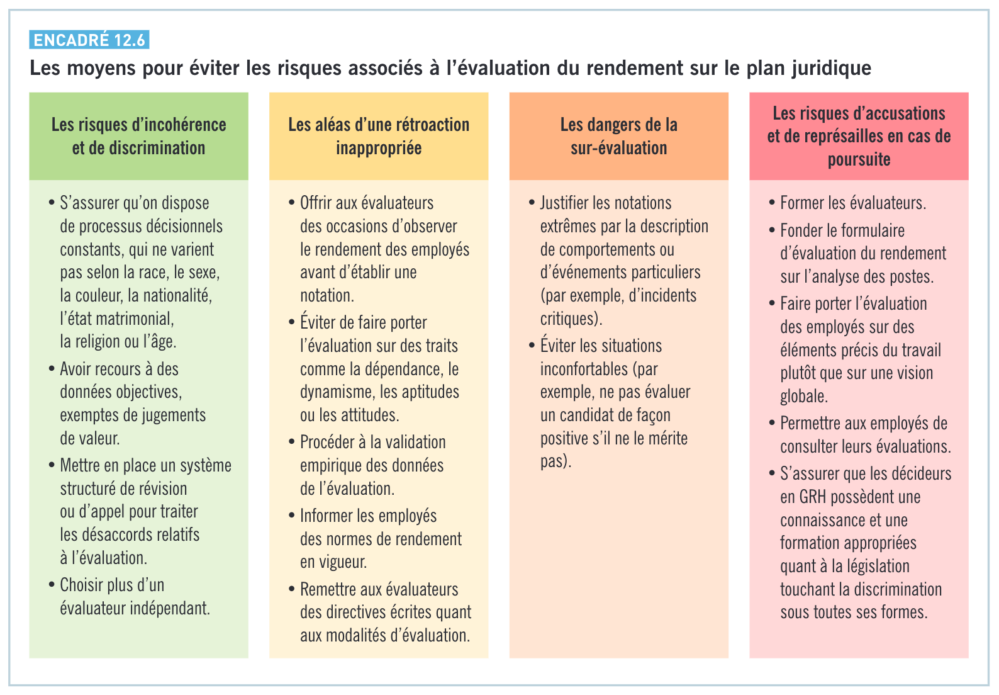 ENCADRÉ 12.6
Les moyens pour éviter les risques associés à l’évaluation du rendement sur le plan juridique
Les risques d’incohérence
et de discrimination
• S’assurer qu’on dispose
de processus décisionnels
constants, qui ne varient
pas selon la race, le sexe,
la couleur, la nationalité,
l’état matrimonial,
la religion ou l’âge.
• Avoir recours à des
données objectives,
exemptes de jugements
de valeur.
• Mettre en place un système
structuré de révision
ou d’appel pour traiter
les désaccords relatifs
à l’évaluation.
• Choisir plus d’un
évaluateur indépendant.
Les aléas d’une rétroaction
inappropriée
• Offrir aux évaluateurs
des occasions d’observer
le rendement des employés
avant d’établir une
notation.
• Éviter de faire porter
l’évaluation sur des traits
comme la dépendance, le
dynamisme, les aptitudes
ou les attitudes.
• Procéder à la validation
empirique des données
de l’évaluation.
• Informer les employés
des normes de rendement
en vigueur.
• Remettre aux évaluateurs
des directives écrites quant
aux modalités d’évaluation.
Les dangers de la
sur-évaluation
• Justifier les notations
extrêmes par la description
de comportements ou
d’événements particuliers
(par exemple, d’incidents
critiques).
• Éviter les situations
inconfortables (par
exemple, ne pas évaluer
un candidat de façon
positive s’il ne le mérite
pas).
Les risques d’accusations
et de représailles en cas de
poursuite
• Former les évaluateurs.
• Fonder le formulaire
d’évaluation du rendement
sur l’analyse des postes.
• Faire porter l’évaluation
des employés sur des
éléments précis du travail
plutôt que sur une vision
globale.
• Permettre aux employés de
consulter leurs évaluations.
• S’assurer que les décideurs
en GRH possèdent une
connaissance et une
formation appropriées
quant à la législation
touchant la discrimination
sous toutes ses formes.